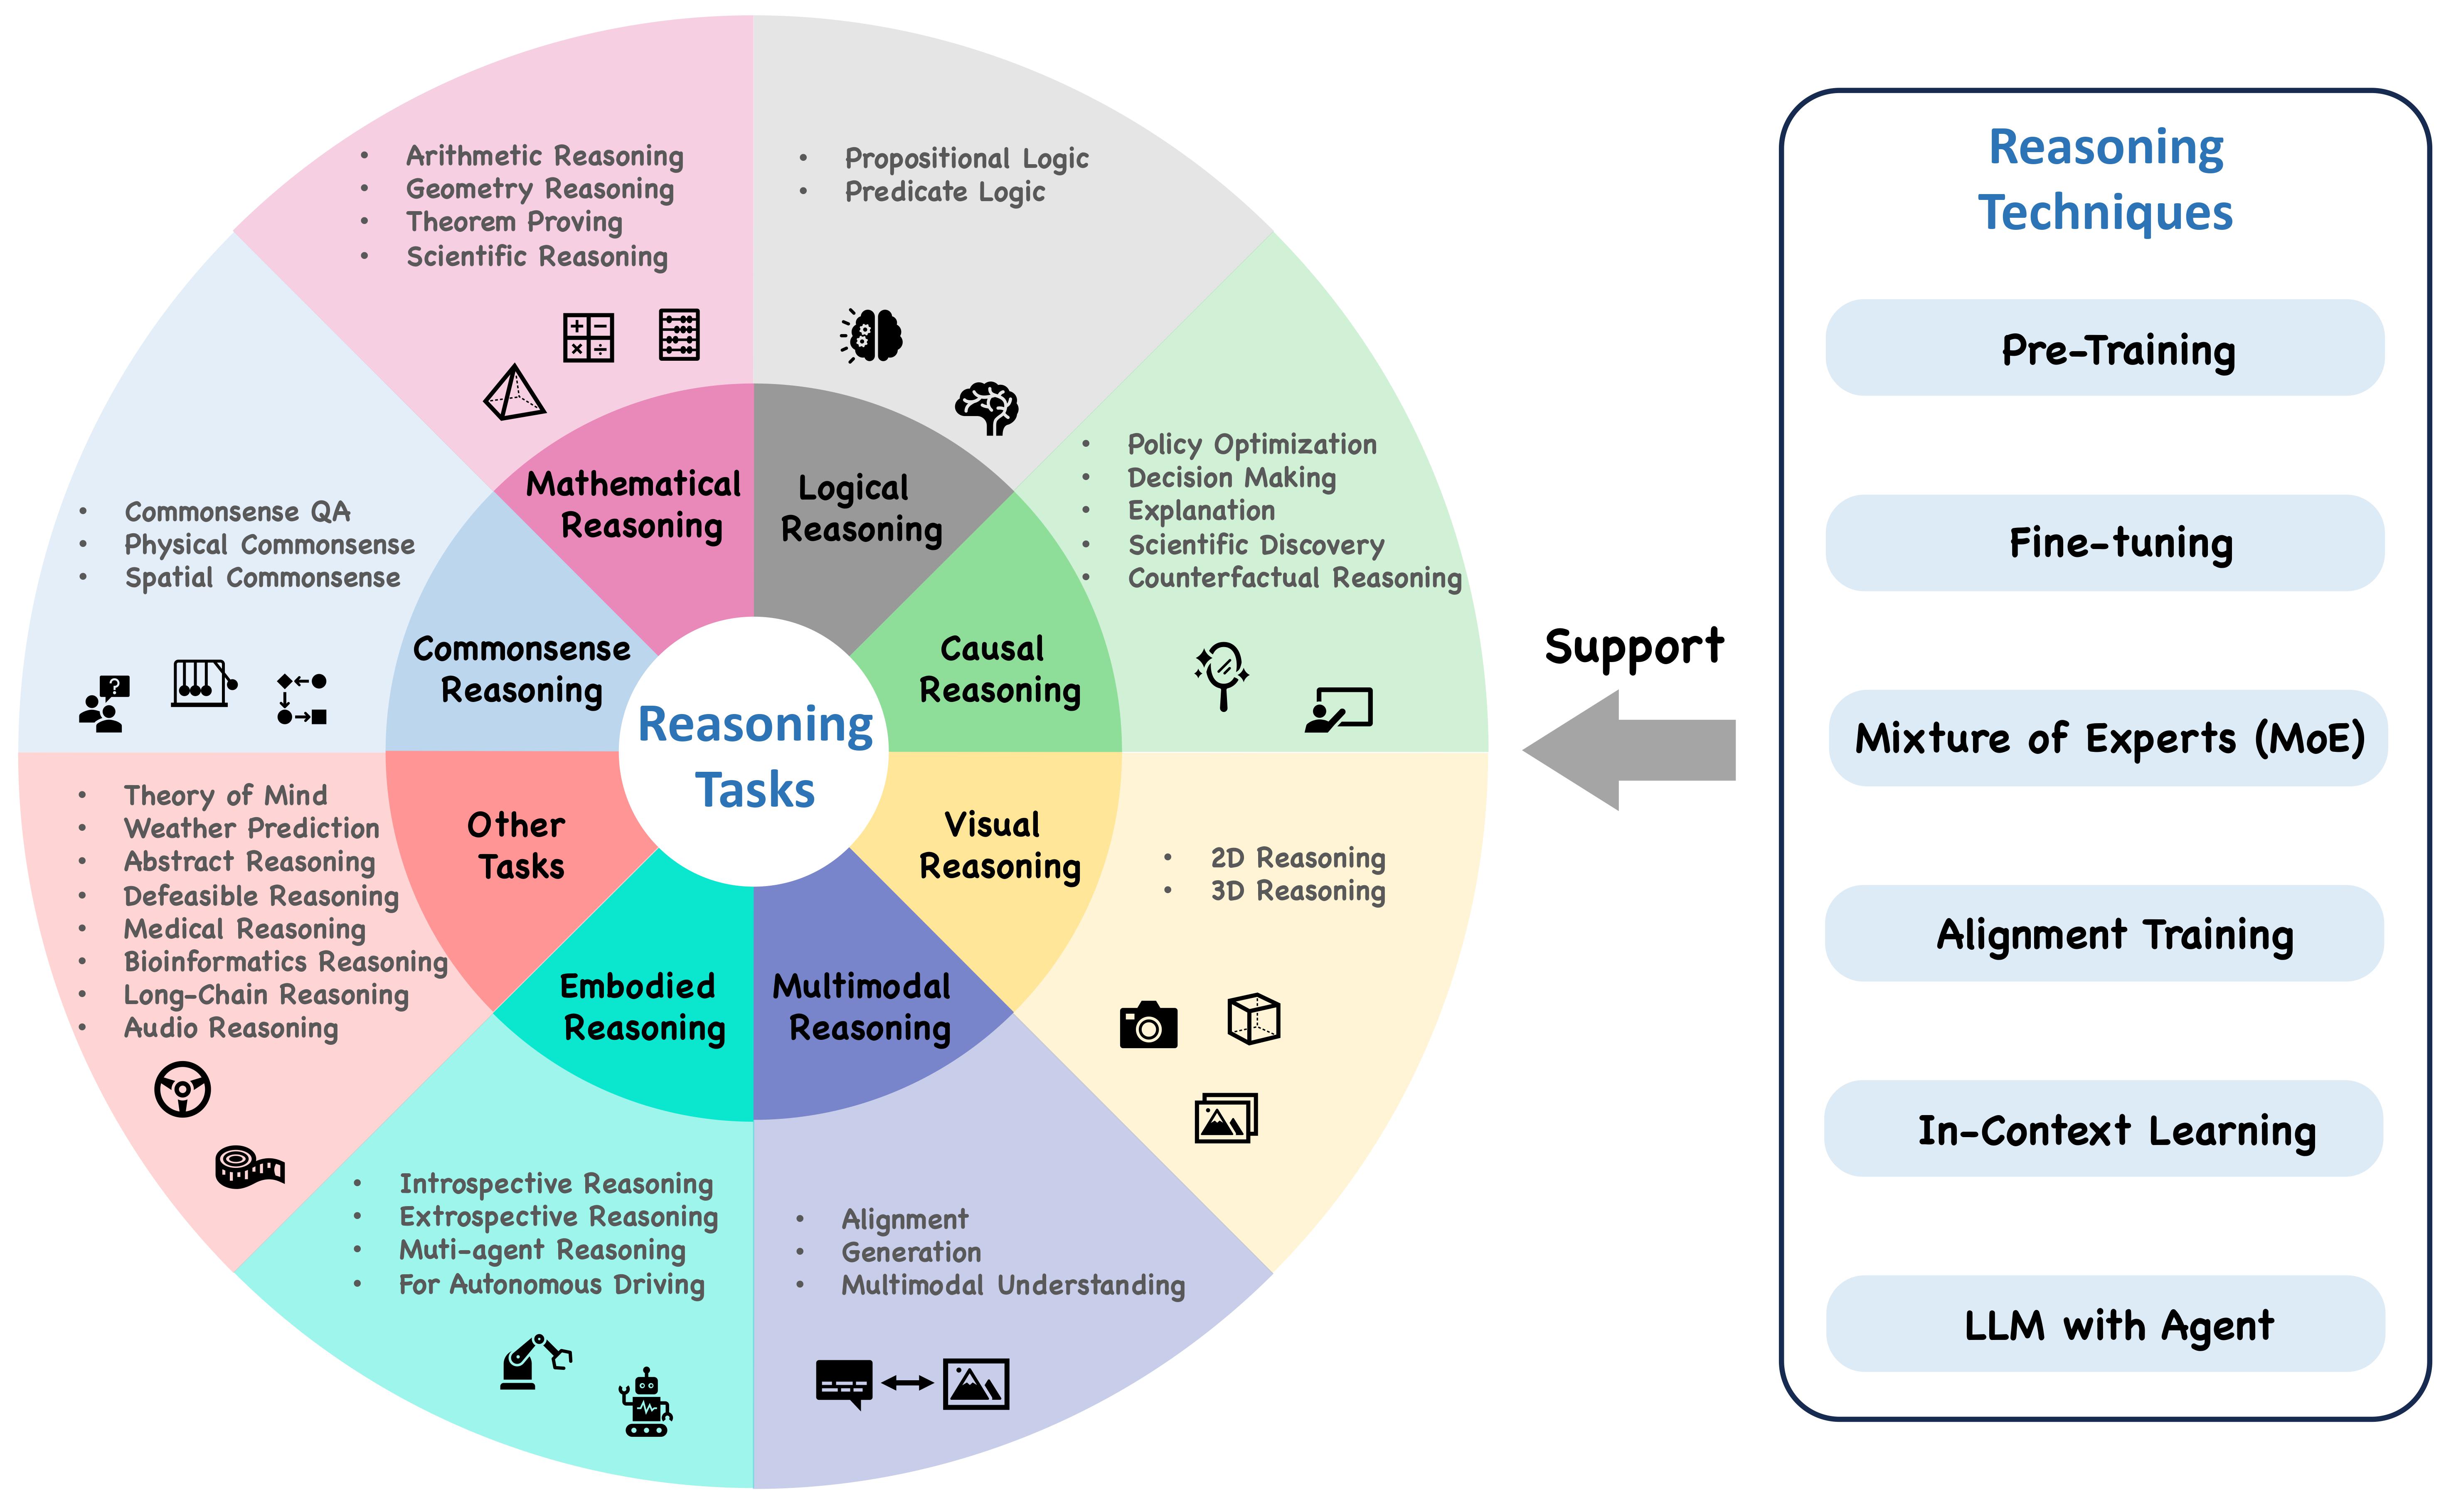 Arithmetic Reasoning
Geometry Reasoning
Theorem Proving
Scientific Reasoning
Mathematical
Reasoning
Propositional Logic
Predicate Logic
Logical
Reasoning
Policy Optimization
Decision Making
Explanation
Scientific Discovery
Counterfactual Reasoning
Causal
Reasoning
2D Reasoning
3D Reasoning
Visual
Reasoning
Alignment
Generation
Multimodal Understanding
Multimodal
Reasoning
Introspective Reasoning
Extrospective Reasoning
Muti-agent Reasoning
For Autonomous Driving
Embodied
Reasoning
Theory of Mind
Weather Prediction
Abstract Reasoning
Defeasible Reasoning
Medical Reasoning
Bioinformatics Reasoning
Long-Chain Reasoning
Audio Reasoning
Other
Tasks
Commonsense QA
Physical Commonsense
Spatial Commonsense
Commonsense
Reasoning
Reasoning
Tasks
Support
Reasoning
Techniques
Pre-Training
Fine-tuning
Mixture of Experts (MoE)
Alignment Training
In-Context Learning
LLM with Agent